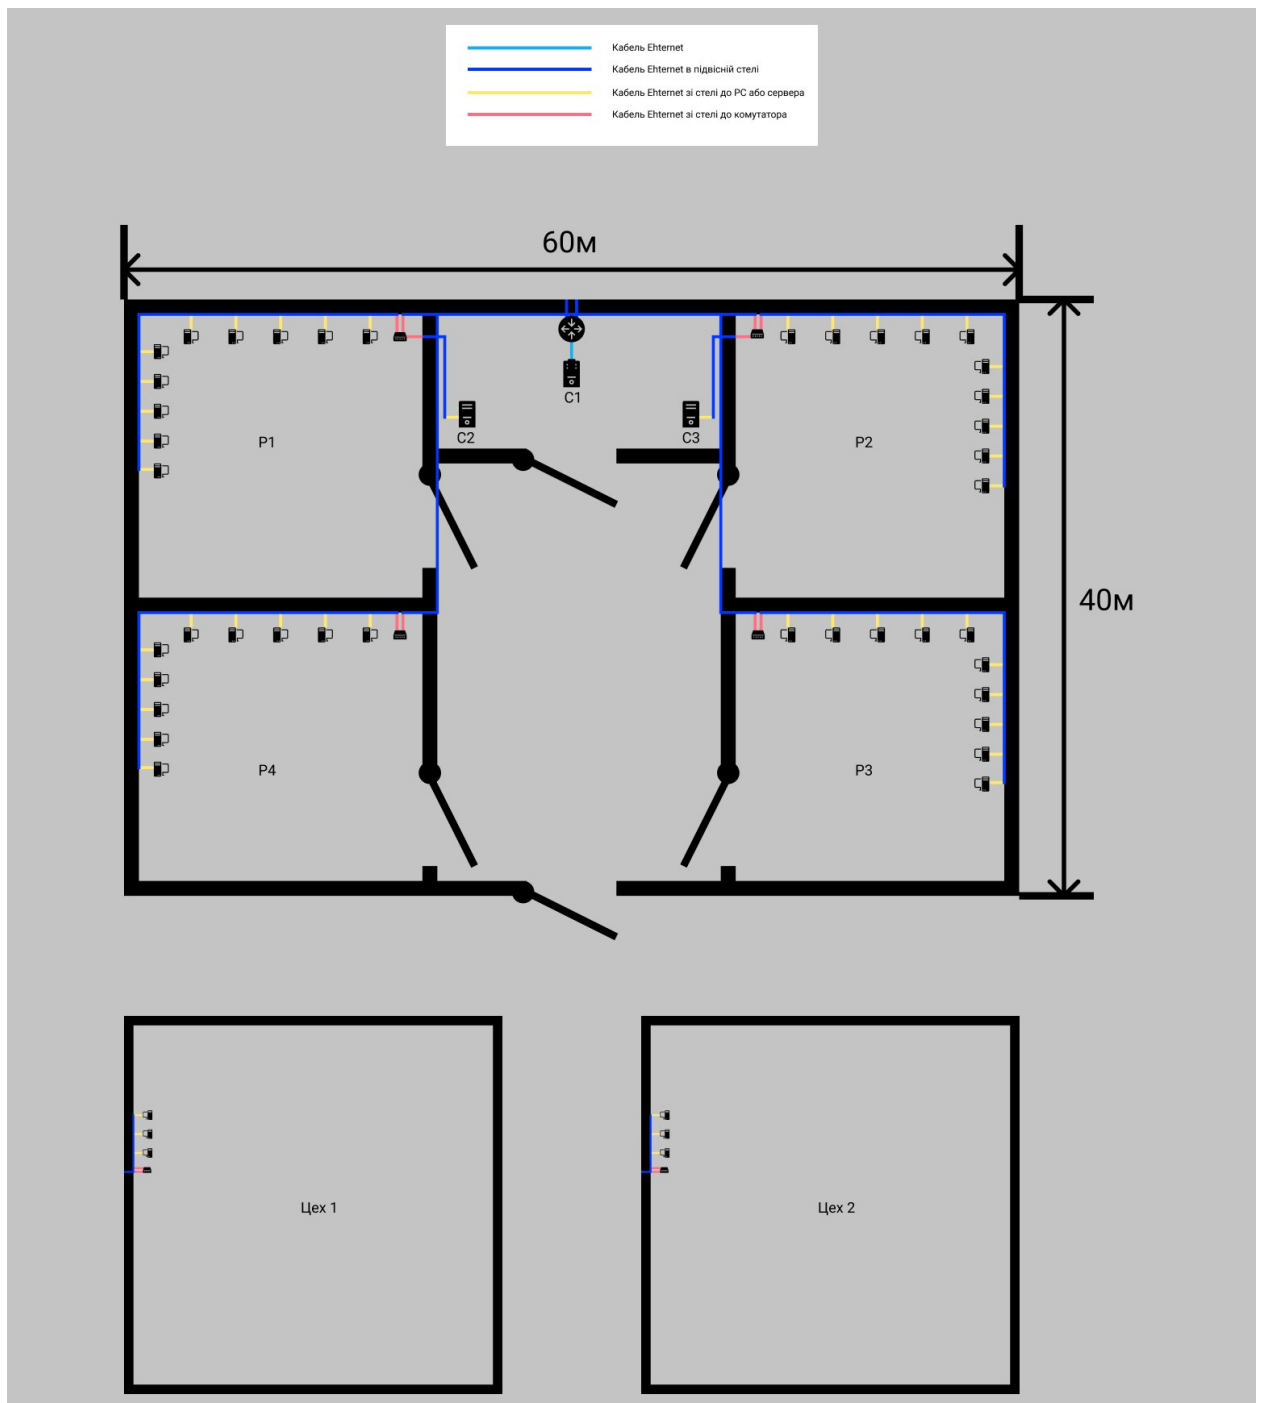 Кабель Ehternet
Кабель Ehternet в підвісній стелі
Кабель Ehternet зі стелі до PC або сервера
Кабель Ehternet зі стелі до комутатора
60м
40м
C1
C2
C3
P1
P2
P4
P3
Цех 1
Цех 2